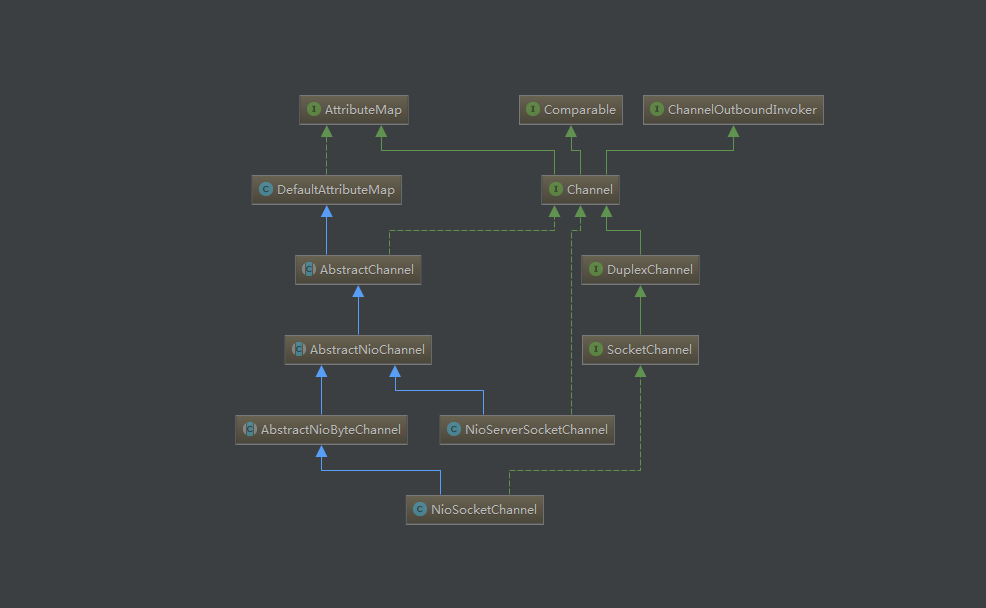 I AttributeMap
I Comparable
I ChannelOutboundInvoker
C DefaultAttributeMap
I Channel
C AbstractChannel
I DuplexChannel
C AbstractNioChannel
I SocketChannel
C AbstractNioByteChannel
C NioServerSocketChannel
C NioSocketChannel